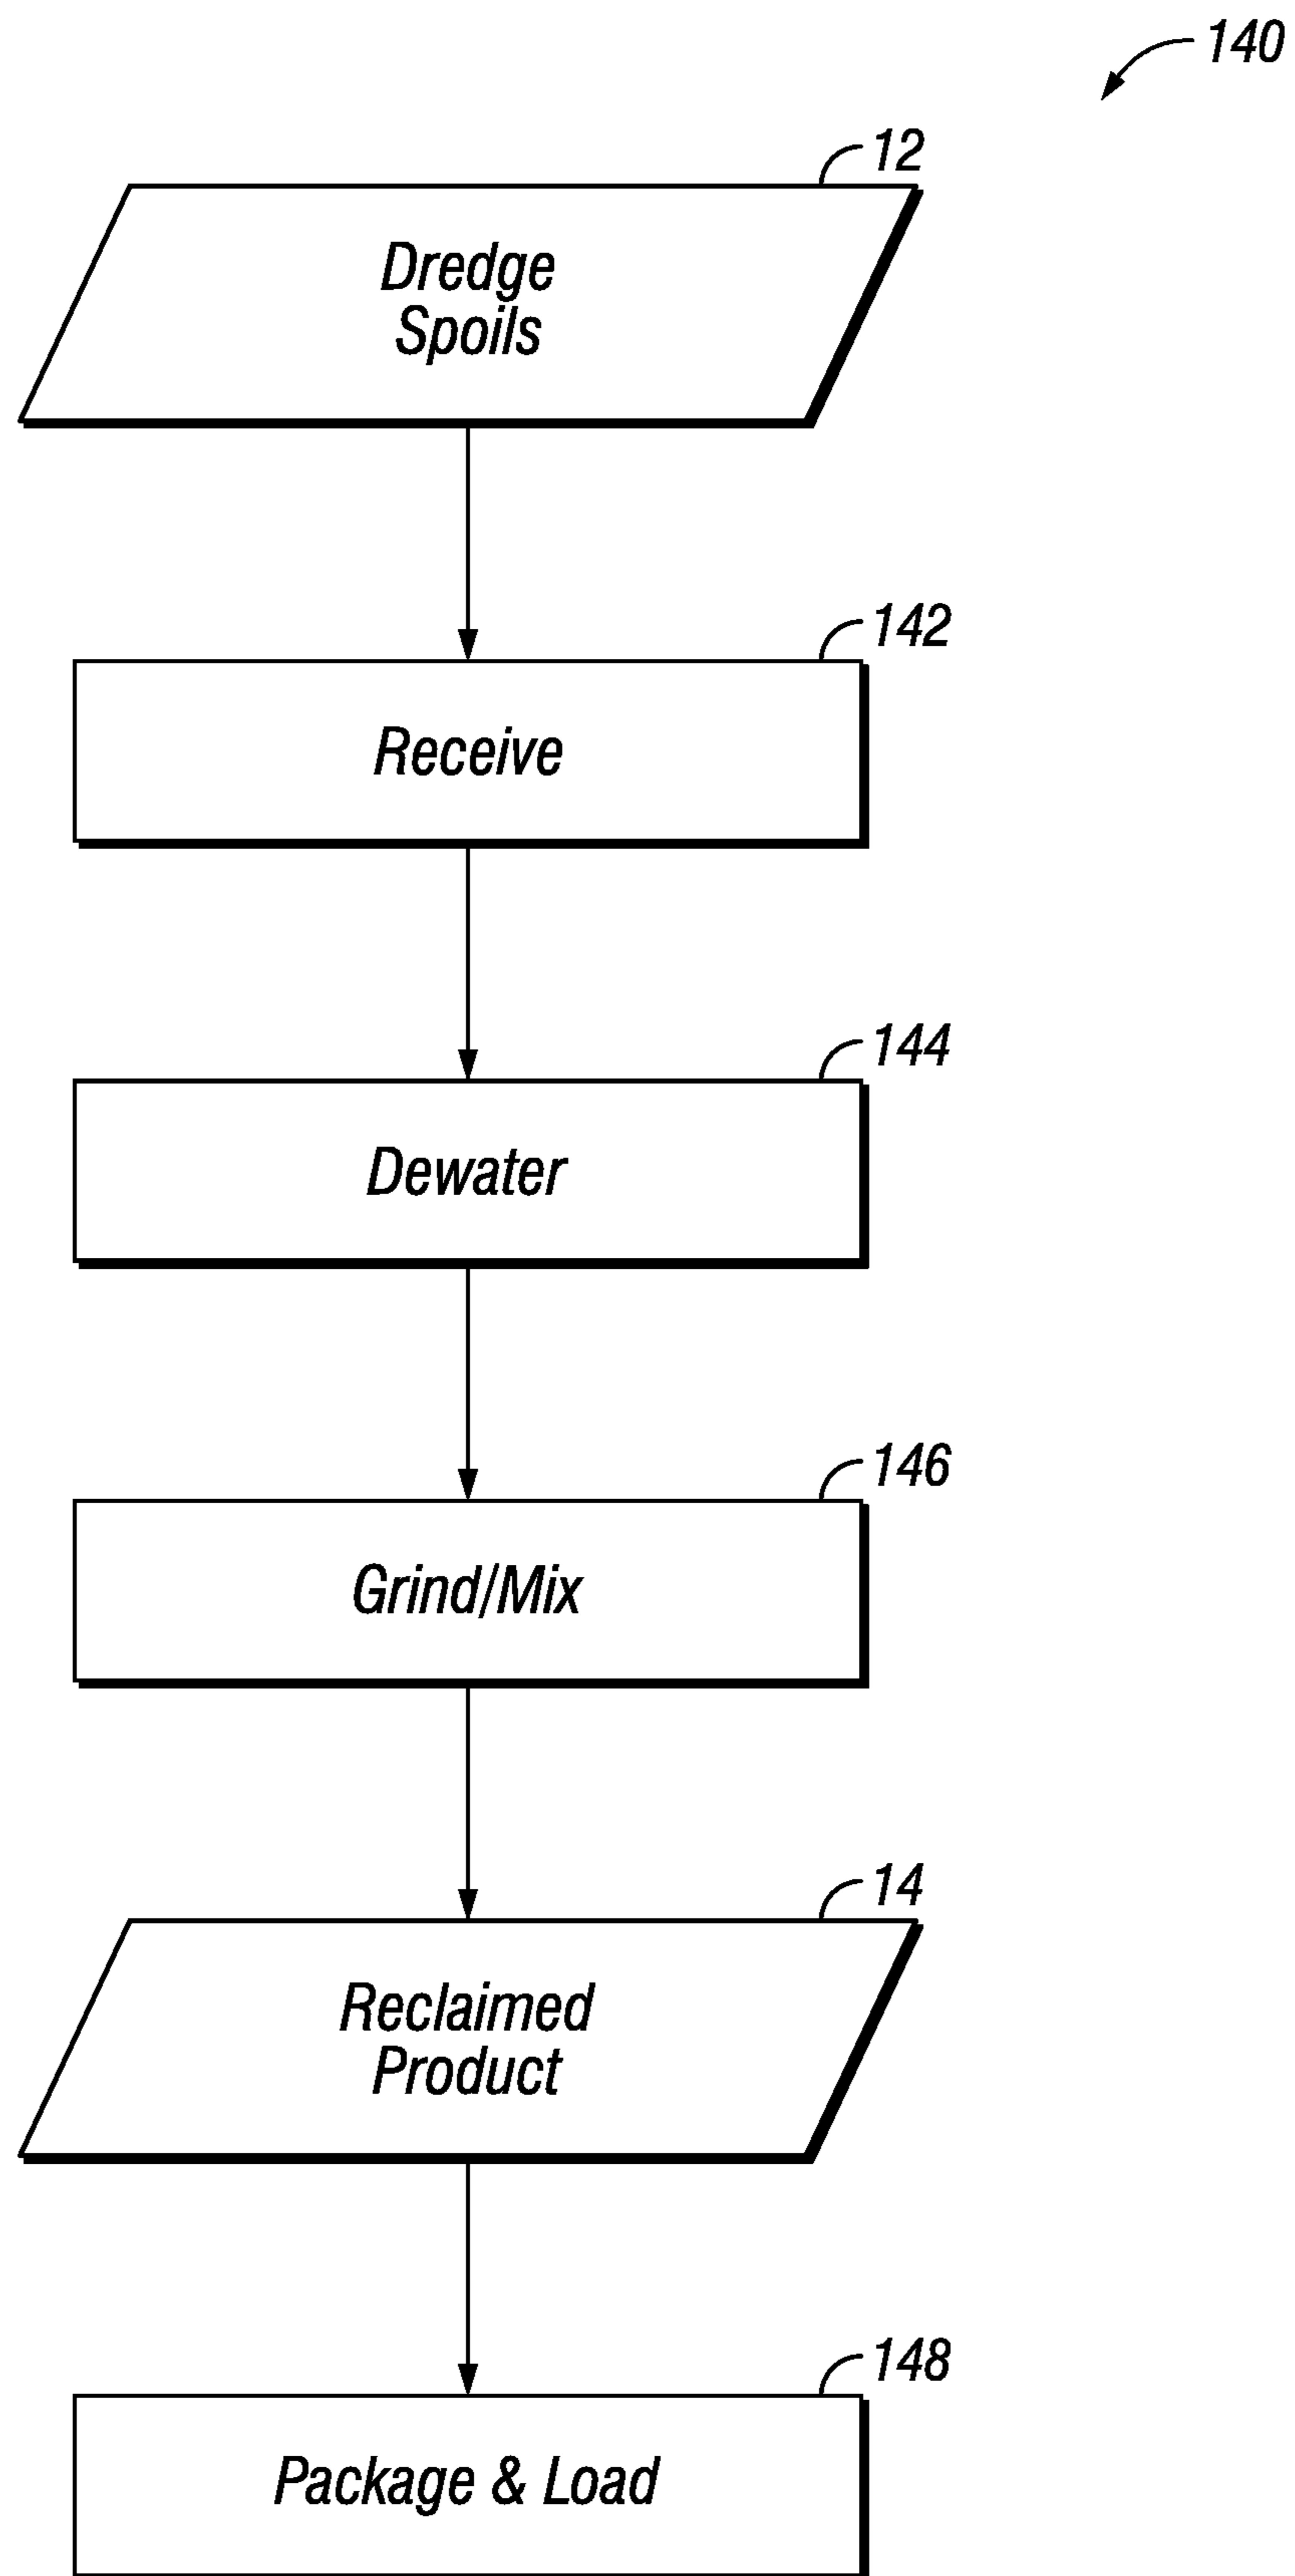 140
12
Dredge
Spoils
142
Receive
144
Dewater
146
Grind/Mix
14
Reclaimed
Product
148
Package & Load